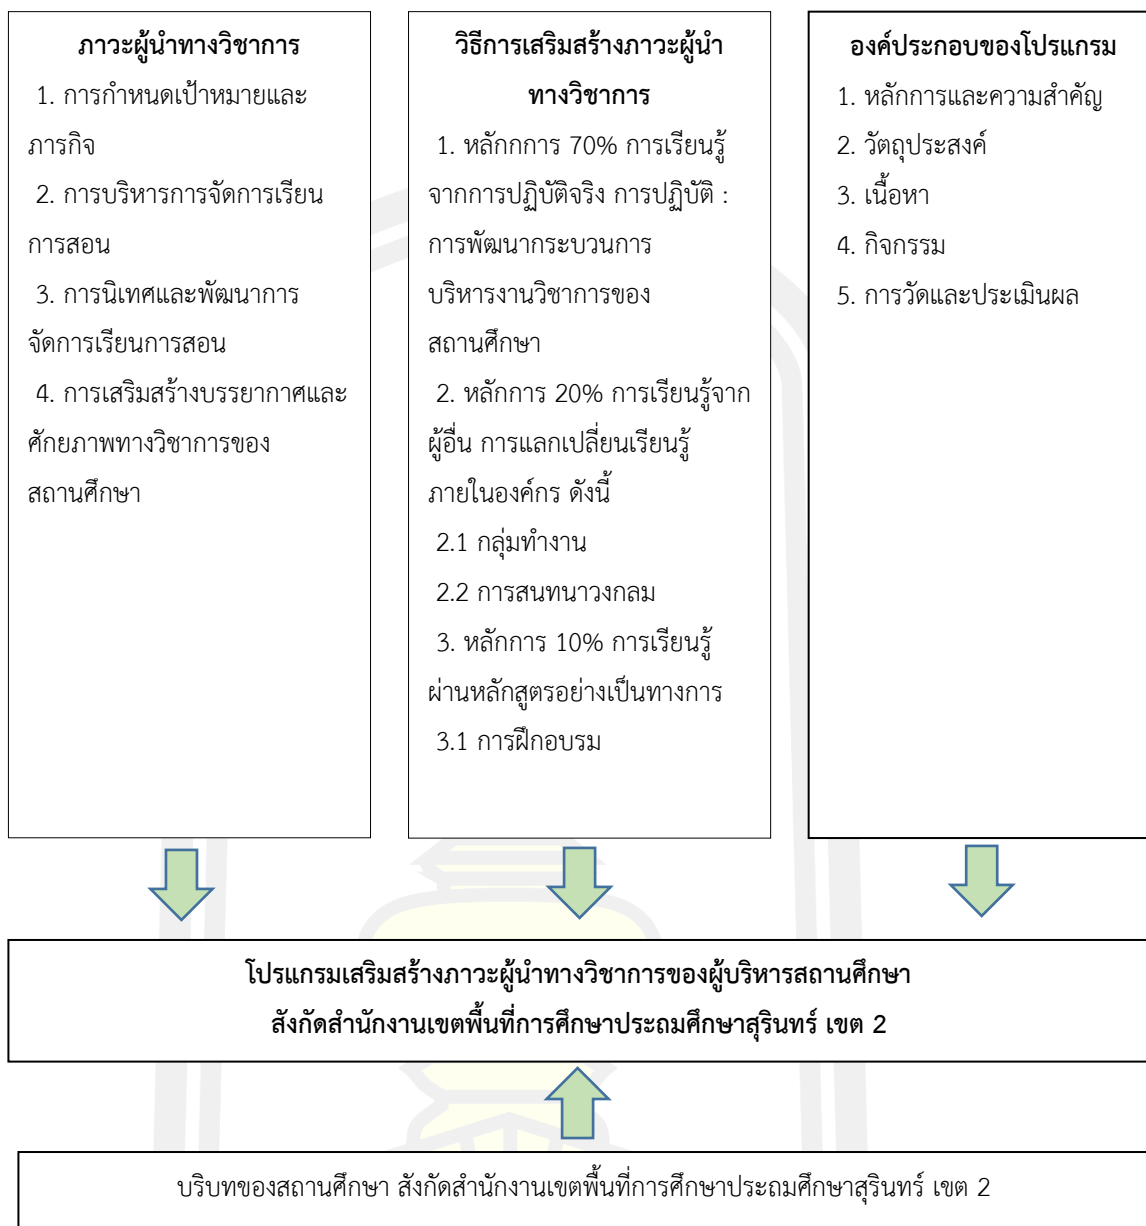 ภาวะผู้นำทางวิชาการ
1. การกำหนดเป้าหมายและ
ภารกิจ
2. การบริหารการจัดการเรียน
การสอน
3. การนิเทศและพัฒนาการ
จัดการเรียนการสอน
4. การเสริมสร้างบรรยากาศและ
ศักยภาพทางวิชาการของ
สถานศึกษา
วิธีการเสริมสร้างภาวะผู้นำ
ทางวิชาการ
1. หลักกการ 70% การเรียนรู้
จากการปฏิบัติจริง การปฏิบัติ :
การพัฒนากระบวนการ
บริหารงานวิชาการของ
สถานศึกษา
2. หลักการ 20% การเรียนรู้จาก
ผู้อื่น การแลกเปลี่ยนเรียนรู้
ภายในองค์กร ดังนี้
2.1 กลุ่มทำงาน
2.2 การสนทนาวงกลม
3. หลักการ 10% การเรียนรู้
ผ่านหลักสูตรอย่างเป็นทางการ
3.1 การฝึกอบรม
องค์ประกอบของโปรแกรม
1. หลักการและความสำคัญ
2. วัตถุประสงค์
3. เนื้อหา
4. กิจกรรม
5. การวัดและประเมินผล
โปรแกรมเสริมสร้างภาวะผู้นำทางวิชาการของผู้บริหารสถานศึกษา
สังกัดสำนักงานเขตพื้นที่การศึกษาประถมศึกษาสุรินทร์ เขต 2
บริบทของสถานศึกษา สังกัดสำนักงานเขตพื้นที่การศึกษาประถมศึกษาสุรินทร์ เขต 2